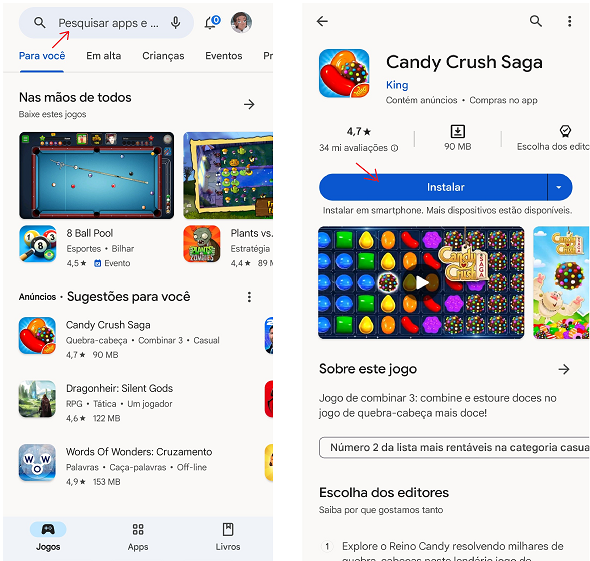 Pesquisar apps e ...
Para você Em alta Crianças Eventos
Nas mãos de todos
Baixe estes jogos
8 Ball Pool
Esportes • Bilhar
4,5★ Evento
Plants vs.
Estratégia
4,4★
Anúncios • Sugestões para você
Candy Crush Saga
Quebra-cabeça • Combinar 3 • Casual
4,7★ 90 MB
Dragonheir: Silent Gods
RPG • Tática • Um jogador
4,6★ 122 MB
Words Of Wonders: Cruzamento
Palavras • Caça-palavras • Off-line
4,9★ 153 MB
Jogos Apps Livros
Candy Crush Saga
King
Contém anúncios • Compras no app
4,7★
34 mi avaliações
90 MB
Escolha dos edito
Instalar
Instalar em smartphone. Mais dispositivos estão disponíveis.
Candy Crush SAGA
Sobre este jogo
Jogo de combinar 3: combine e estoure doces no
jogo de quebra-cabeça mais doce!
Número 2 da lista mais rentáveis na categoria casua
Escolha dos editores
Saiba por que gostamos tanto
1 Explore o Reino Candy resolvendo milhares de